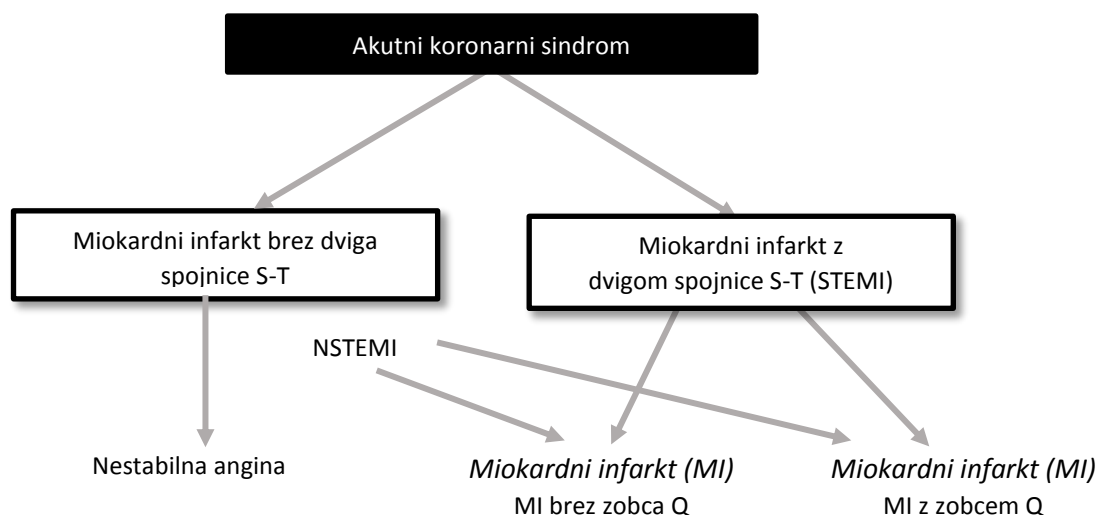 Akutni koronarni sindrom
Miokardni infarkt brez dviga
spojnice S-T
Miokardni infarkt z
dvigom spojnice S-T (STEMI)
NSTEMI
Nestabilna angina
Miokardni infarkt (MI)
MI brez zobca Q
Miokardni infarkt (MI)
MI z zobcem Q